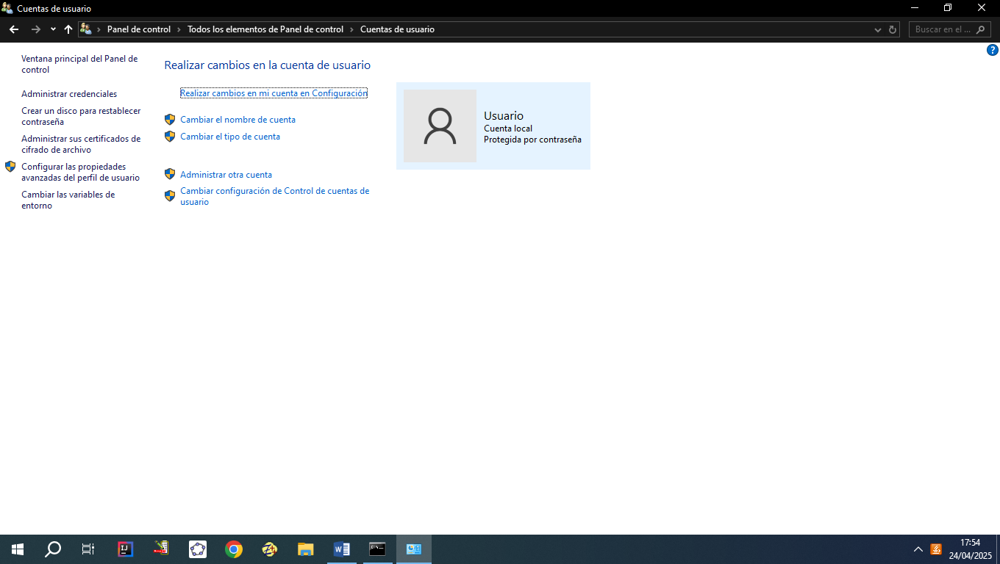 Cuentas de usuario
Panel de control
Todos los elementos de Panel de control
Cuentas de usuario
Buscar en el ...
?
Ventana principal del Panel de
control
Administrar credenciales
Crear un disco para restablecer
contraseña
Administrar sus certificados de
cifrado de archivo
Configurar las propiedades
avanzadas del perfil de usuario
Cambiar las variables de
entorno
Realizar cambios en la cuenta de usuario
Realizar cambios en mi cuenta en Configuración
Cambiar el nombre de cuenta
Cambiar el tipo de cuenta
Administrar otra cuenta
Cambiar configuración de Control de cuentas de
usuario
Usuario
Cuenta local
Protegida por contraseña
IJ
W
17:54
24/04/2025